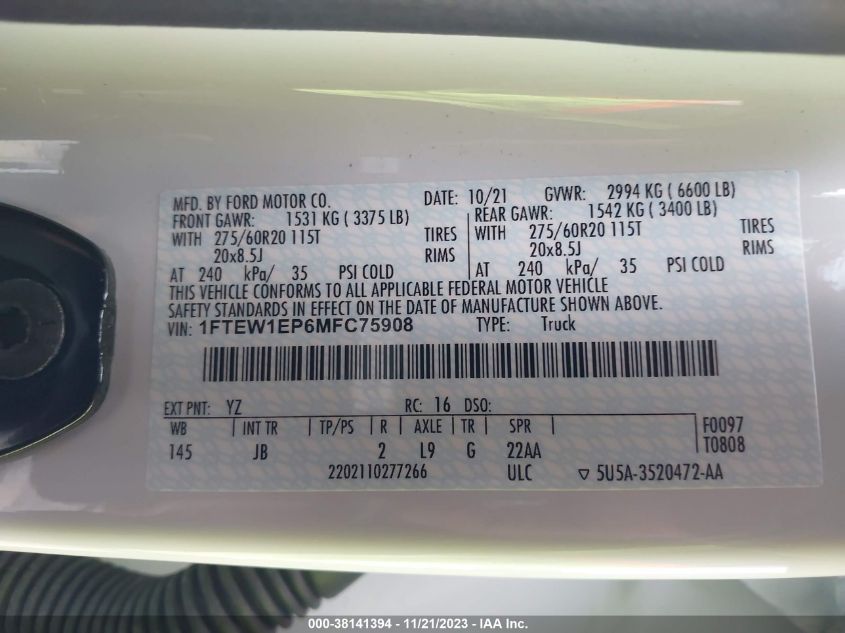 MFD. BY FORD MOTOR CO. DATE: 10/21 GVWR: 2994 KG ( 6600 LB)
FRONT GAWR: 1531 KG ( 3375 LB) REAR GAWR: 1542 KG ( 3400 LB)
WITH 275/60R20 115T TIRES WITH 275/60R20 115T TIRES
20x8.5J RIMS 20x8.5J RIMS
AT 240 kPa/ 35 PSI COLD AT 240 kPa/ 35 PSI COLD
THIS VEHICLE CONFORMS TO ALL APPLICABLE FEDERAL MOTOR VEHICLE
SAFETY STANDARDS IN EFFECT ON THE DATE OF MANUFACTURE SHOWN ABOVE.
VIN: 1FTEW1EP6MFC75908 TYPE: Truck
EXT PNT: YZ RC: 16 DSO:
WB | INT TR | TP/PS | R | AXLE | TR | SPR | F0097
145 JB 2 L9 G 22AA T0808
2202110277266 ULC ▽ 5U5A-3520472-AA
000-38141394 - 11/21/2023 - IAA Inc.